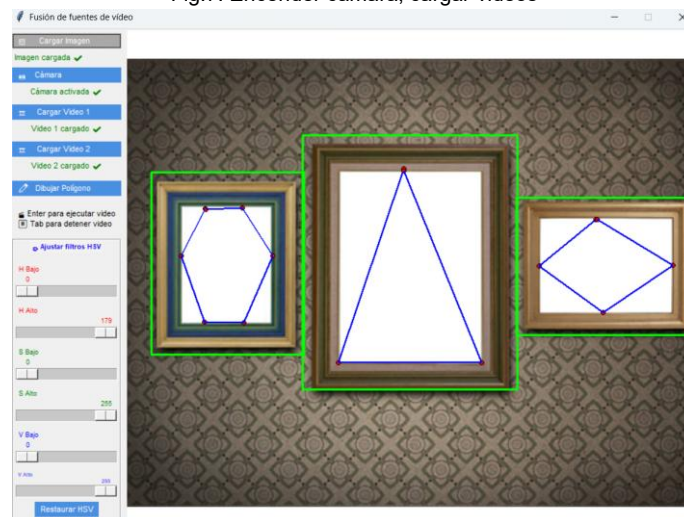 Fig.7. Encender cámara, cargar videos
Fusión de fuentes de vídeo
Cargar Imagen
Imagen cargada ✔
Cámara
Cámara activada ✔
Cargar Video 1
Video 1 cargado ✔
Cargar Video 2
Video 2 cargado ✔
Dibujar Polígono
Enter para ejecutar video
Tab para detener video
Ajustar filtros HSV
H Bajo
0
H Alto
179
S Bajo
0
S Alto
255
V Bajo
0
V Alto
255
Restaurar HSV